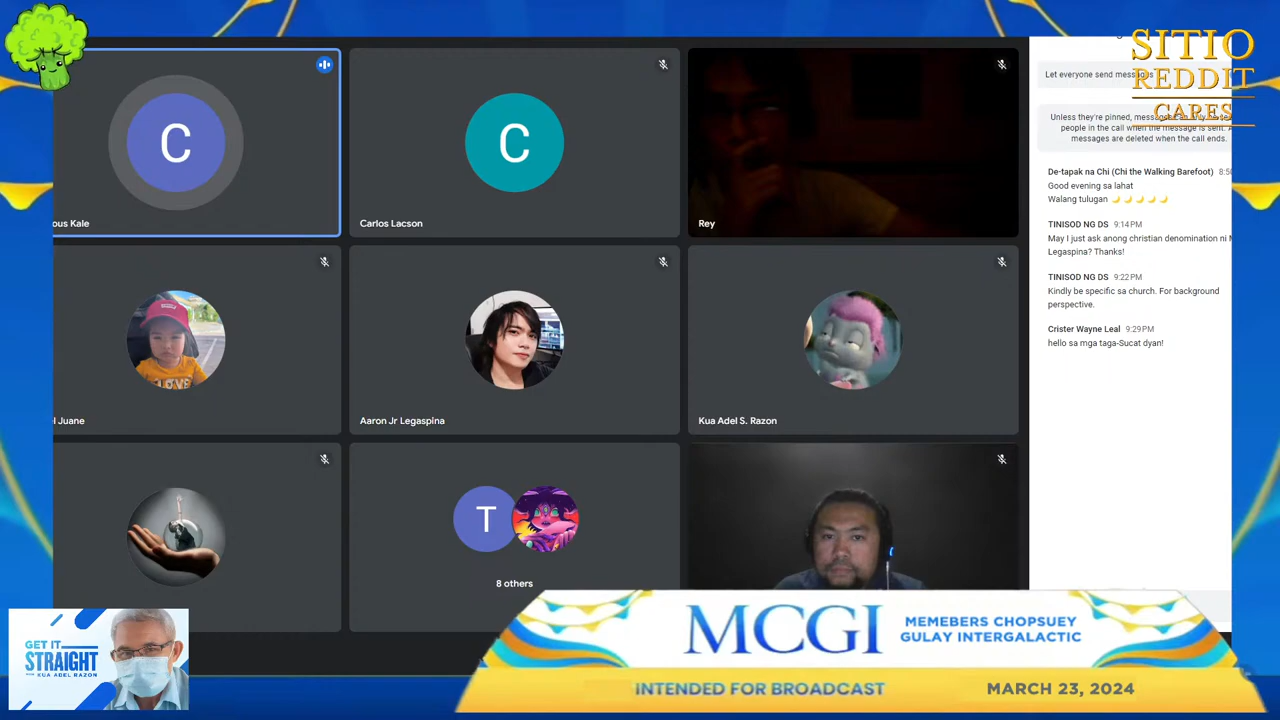 SITIO
REDDIT
CARES
C
ous Kale
C
Carlos Lacson
Rey
l Juane
Aaron Jr Legaspina
Kua Adel S. Razon
T
8 others
Let everyone send messages
Unless they're pinned, messages can only be
people in the call when the message is sent.
messages are deleted when the call ends.
De-tapak na Chi (Chi the Walking Barefoot) 8:50
Good evening sa lahat
Walang tulugan 🌙🌙🌙🌙🌙
TINISOD NG DS 9:14 PM
May I just ask anong christian denomination ni
Legaspina? Thanks!
TINISOD NG DS 9:22 PM
Kindly be specific sa church. For background
perspective.
Crister Wayne Leal 9:29 PM
hello sa mga taga-Sucat dyan!
GET IT
STRAIGHT
WITH KUA ADEL RAZON
MCGI
MEMEBERS CHOPSUEY
GULAY INTERGALACTIC
INTENDED FOR BROADCAST
MARCH 23, 2024